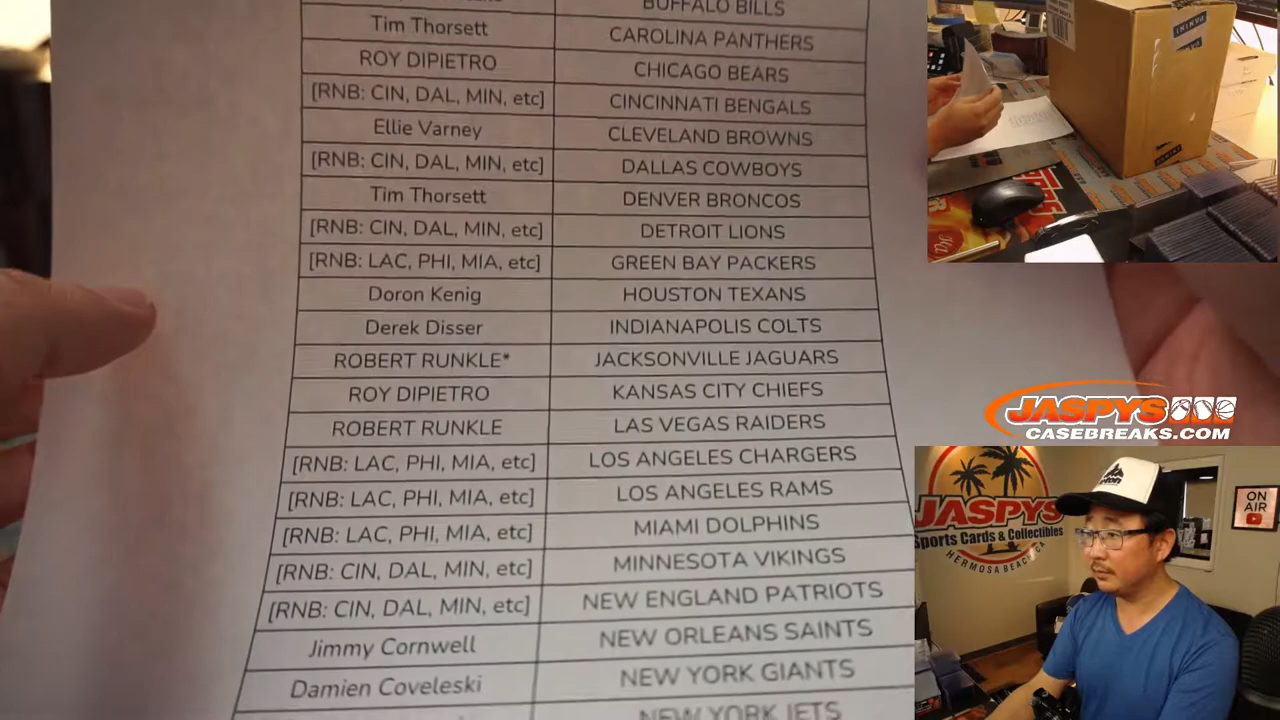 BUFFALO BILLS
Tim Thorsett CAROLINA PANTHERS
ROY DIPIETRO CHICAGO BEARS
[RNB: CIN, DAL, MIN, etc] CINCINNATI BENGALS
Ellie Varney CLEVELAND BROWNS
[RNB: CIN, DAL, MIN, etc] DALLAS COWBOYS
Tim Thorsett DENVER BRONCOS
[RNB: CIN, DAL, MIN, etc] DETROIT LIONS
[RNB: LAC, PHI, MIA, etc] GREEN BAY PACKERS
Doron Kenig HOUSTON TEXANS
Derek Disser INDIANAPOLIS COLTS
ROBERT RUNKLE* JACKSONVILLE JAGUARS
ROY DIPIETRO KANSAS CITY CHIEFS
ROBERT RUNKLE LAS VEGAS RAIDERS
[RNB: LAC, PHI, MIA, etc] LOS ANGELES CHARGERS
[RNB: LAC, PHI, MIA, etc] LOS ANGELES RAMS
[RNB: LAC, PHI, MIA, etc] MIAMI DOLPHINS
[RNB: CIN, DAL, MIN, etc] MINNESOTA VIKINGS
[RNB: CIN, DAL, MIN, etc] NEW ENGLAND PATRIOTS
Jimmy Cornwell NEW ORLEANS SAINTS
Damien Coveleski NEW YORK GIANTS
NEW YORK JETS
PANINI
JASPYS
CASEBREAKS.COM
JASPYS
Sports Cards & Collectibles
HERMOSA BEACH, CA
ON
AIR